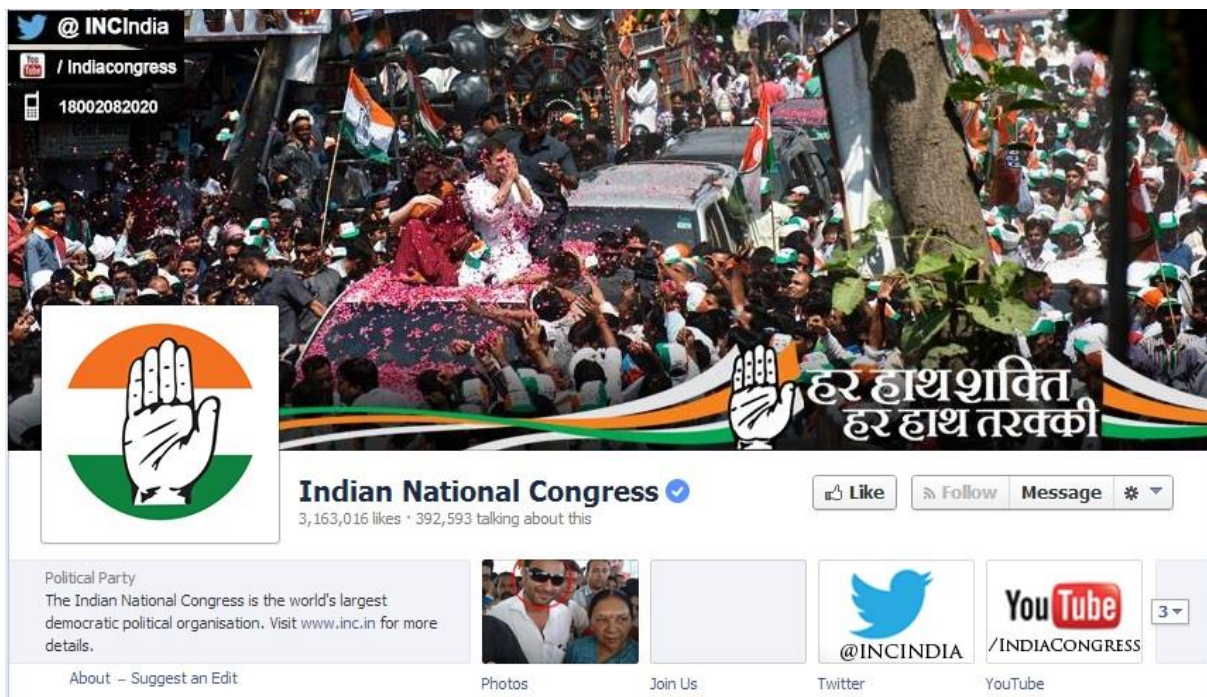 @ INCIndia
You Tube / Indiacongress
18002082020
हर हाथ शक्ति
हर हाथ तरक्की
Indian National Congress
3,163,016 likes · 392,593 talking about this
Like
Follow
Message
Political Party
The Indian National Congress is the world's largest
democratic political organisation. Visit www.inc.in for more
details.
About – Suggest an Edit
Photos
Join Us
@INCINDIA
Twitter
You Tube
/INDIACONGRESS
YouTube
3